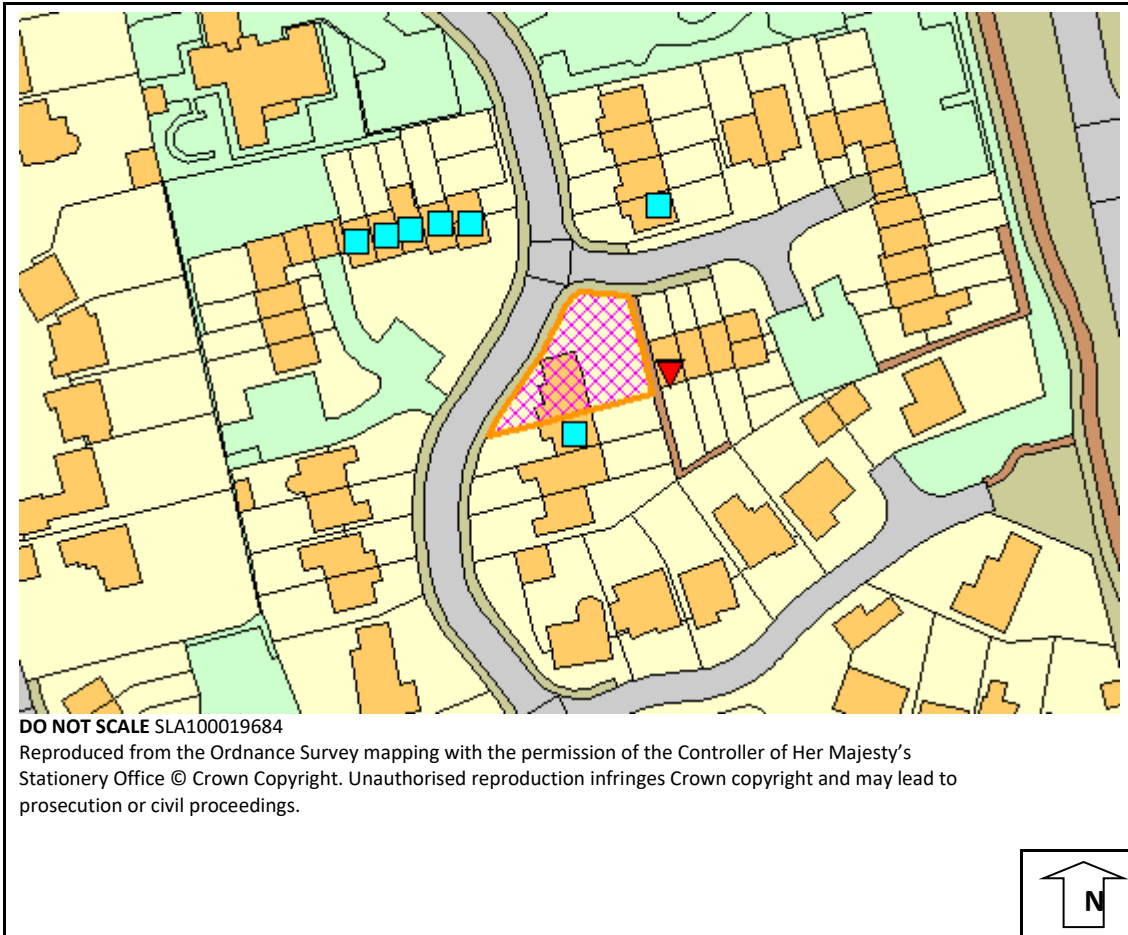 DO NOT SCALE SLA100019684
Reproduced from the Ordnance Survey mapping with the permission of the Controller of Her Majesty’s
Stationery Office © Crown Copyright. Unauthorised reproduction infringes Crown copyright and may lead to
prosecution or civil proceedings.
N